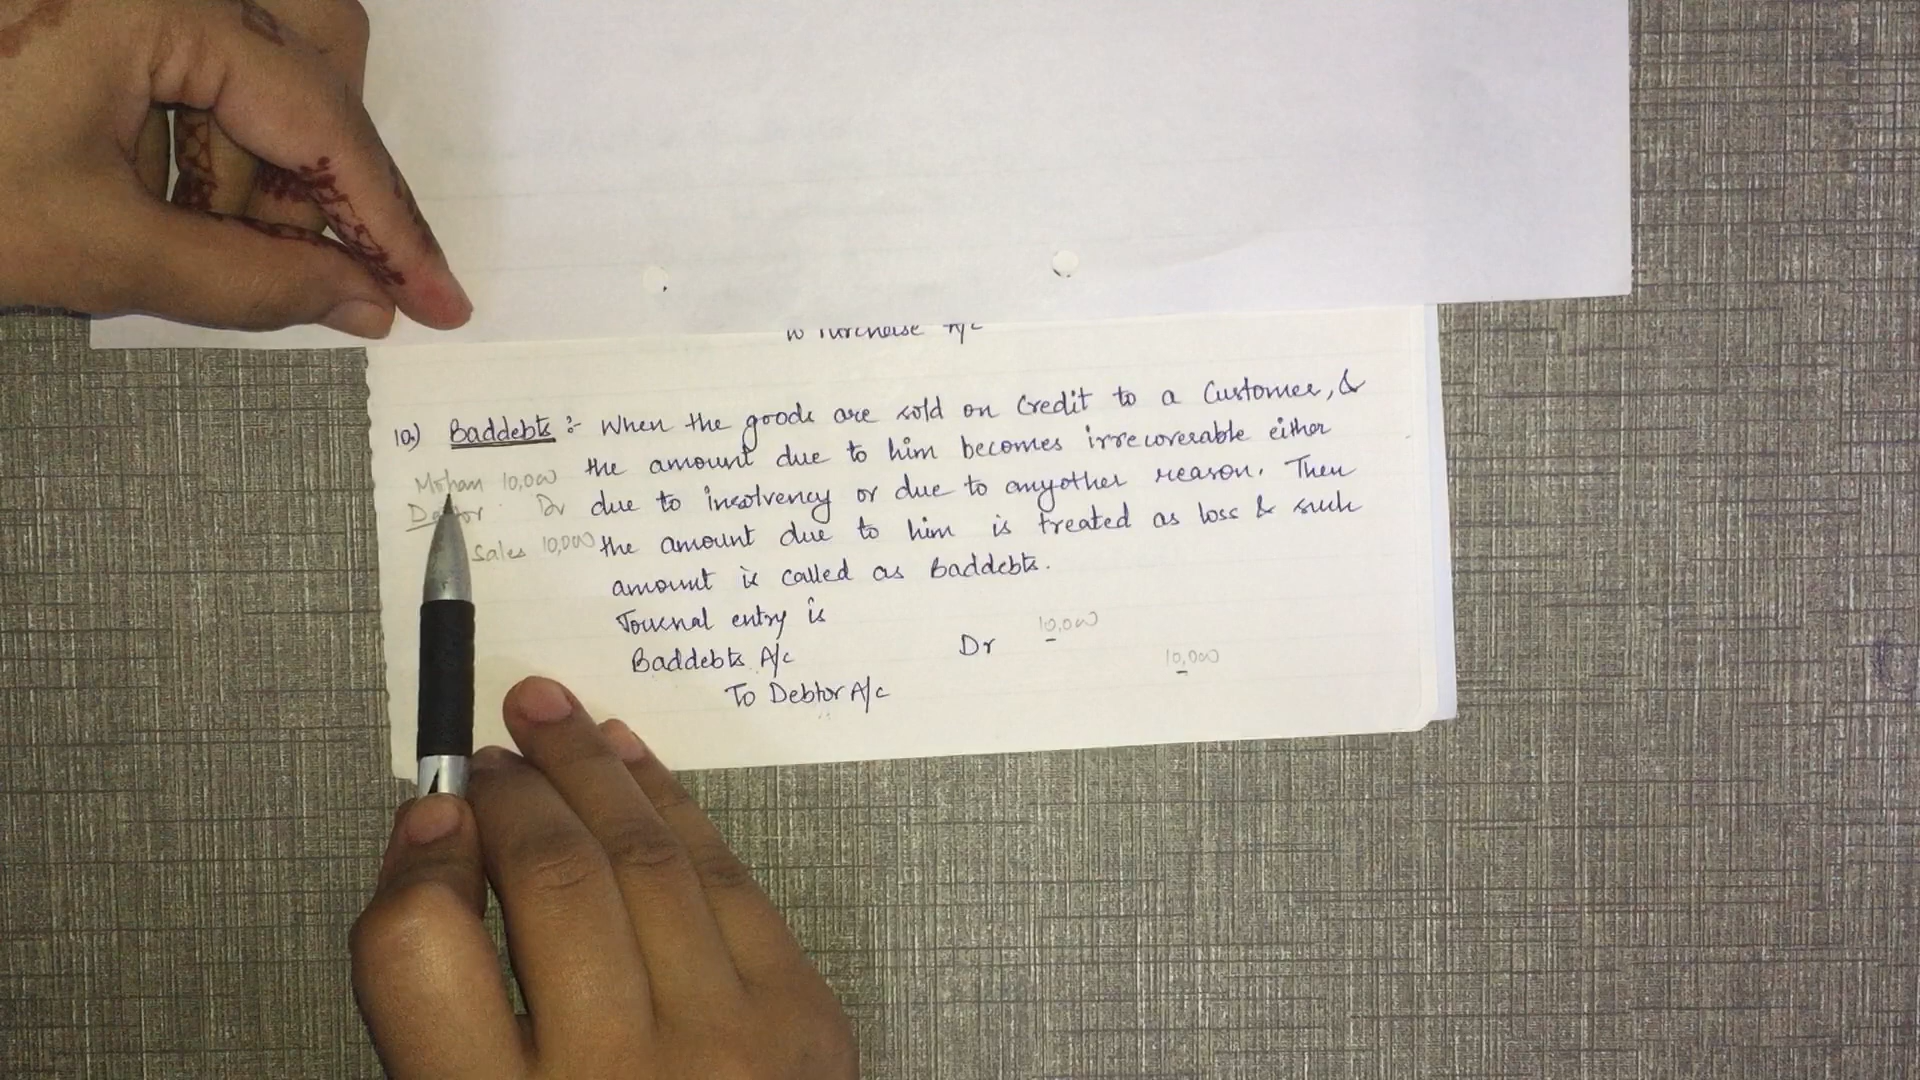 To Purchase A/c
10.) Baddebts :- When the goods are sold on Credit to a Customer, &
Mohan 10,000 the amount due to him becomes irrecoverable either
Dr due to insolvency or due to anyother reason. Then
Sales 10,000 the amount due to him is treated as loss & such
amount is called as Baddebts.
Journal entry is
Baddebts A/c Dr 10,000
To Debtor A/c 10,000